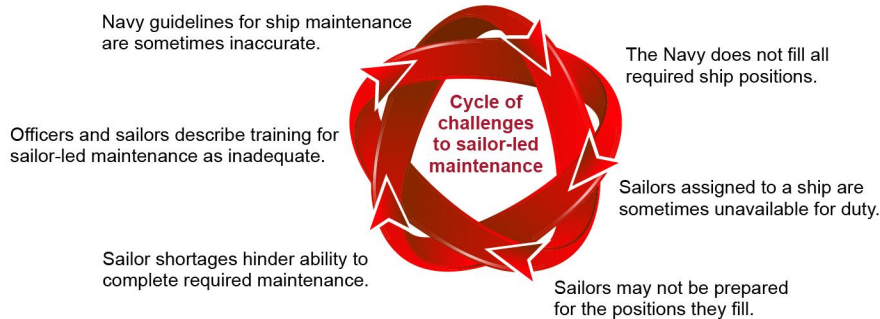 Navy guidelines for ship maintenance
are sometimes inaccurate.
The Navy does not fill all
required ship positions.
Cycle of
challenges
to sailor-led
maintenance
Officers and sailors describe training for
sailor-led maintenance as inadequate.
Sailors assigned to a ship are
sometimes unavailable for duty.
Sailor shortages hinder ability to
complete required maintenance.
Sailors may not be prepared
for the positions they fill.